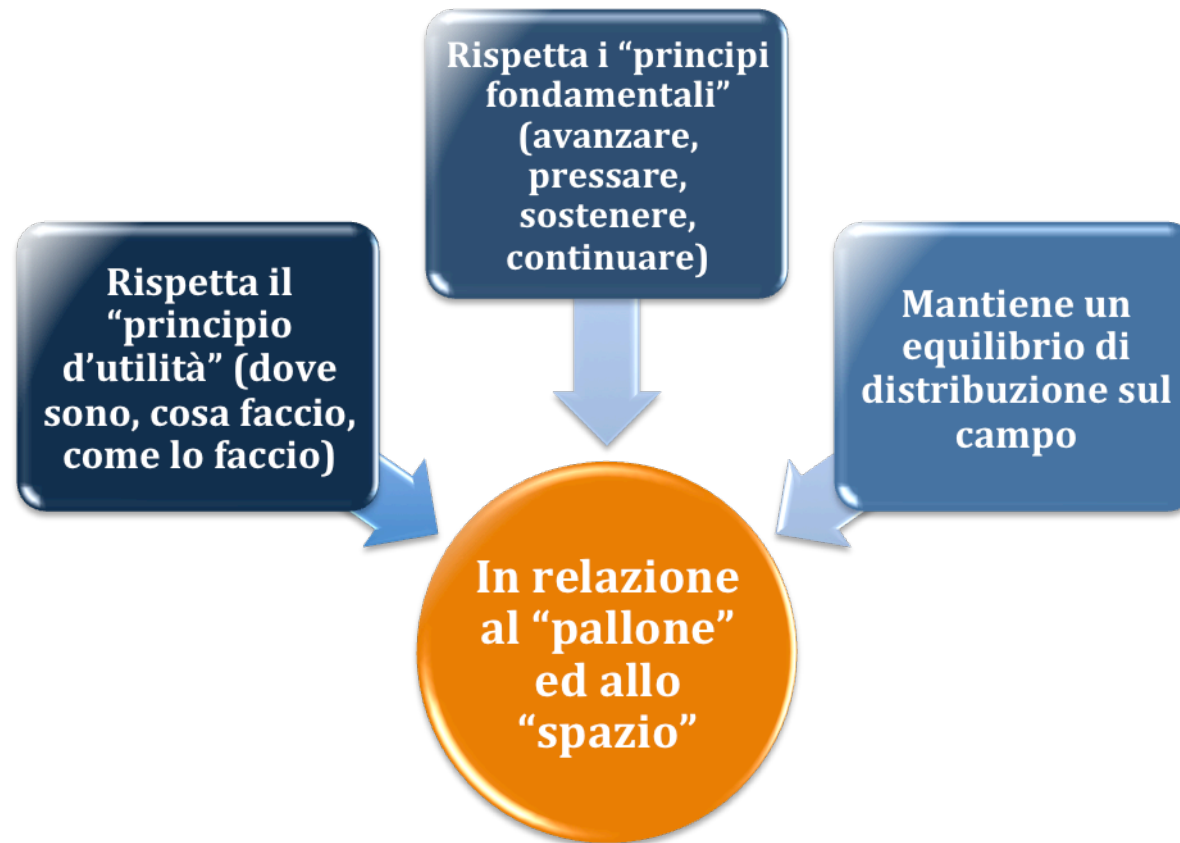 Rispetta i “principi
fondamentali”
(avanzare,
pressare,
sostenere,
continuare)
Rispetta il
“principio
d’utilità” (dove
sono, cosa faccio,
come lo faccio)
Mantiene un
equilibrio di
distribuzione sul
campo
In relazione
al “pallone”
ed allo
“spazio”